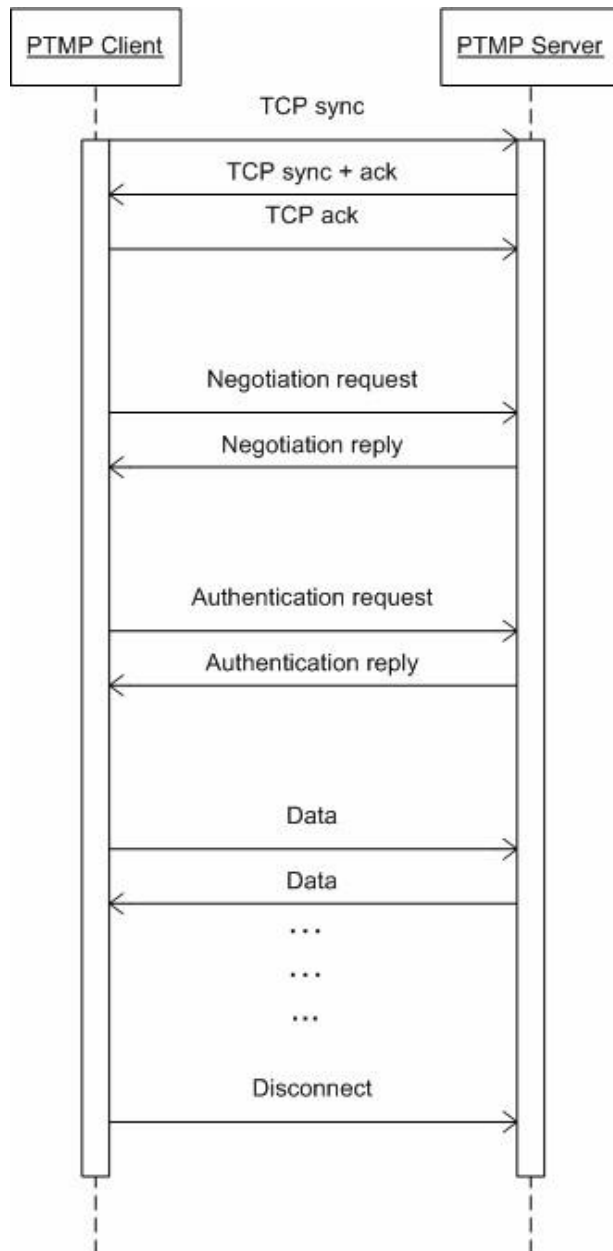 PTMP Client
PTMP Server
TCP sync
TCP sync + ack
TCP ack
Negotiation request
Negotiation reply
Authentication request
Authentication reply
Data
Data
...
...
...
Disconnect